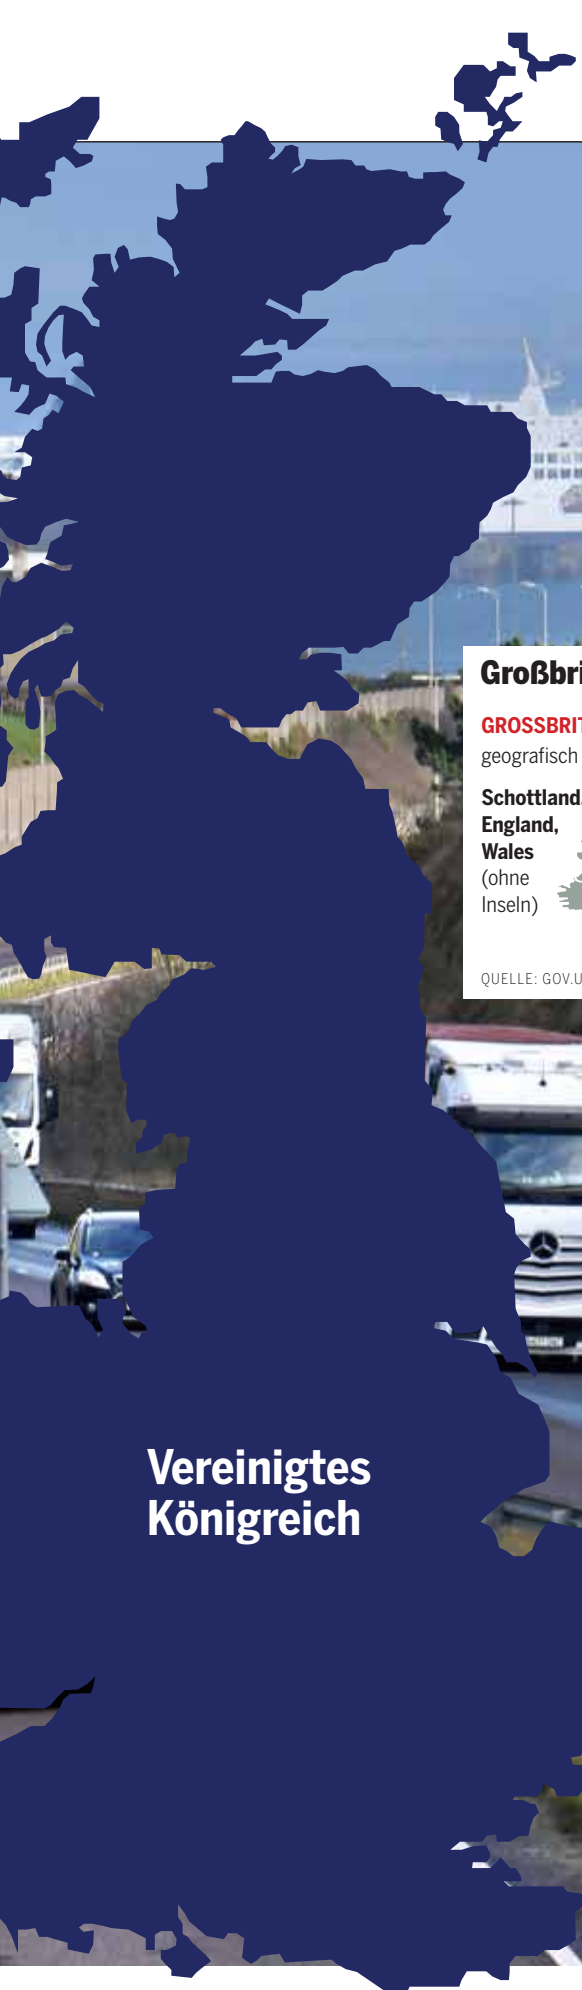 Großbri
GROSSBRIT
geografisch
Schottland,
England,
Wales
(ohne
Inseln)
QUELLE: GOV.U
Vereinigtes
Königreich